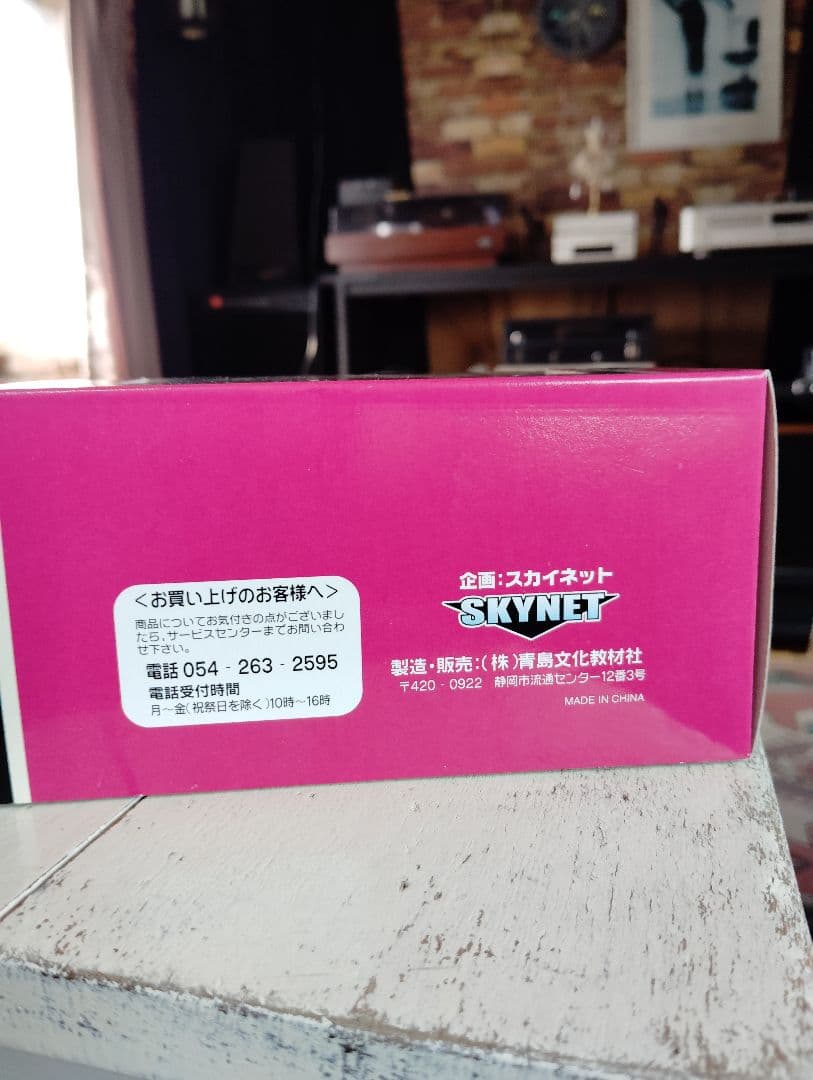 <お買い上げのお客様へ>
商品についてお気付きの点がございまし
たら、サービスセンターまでお問い合わ
せ下さい。
電話 054 - 263 - 2595
電話受付時間
月～金(祝祭日を除く)10時～16時
企画:スカイネット
SKYNET
製造・販売:(株)青島文化教材社
〒420 - 0922 静岡市流通センター12番3号
MADE IN CHINA